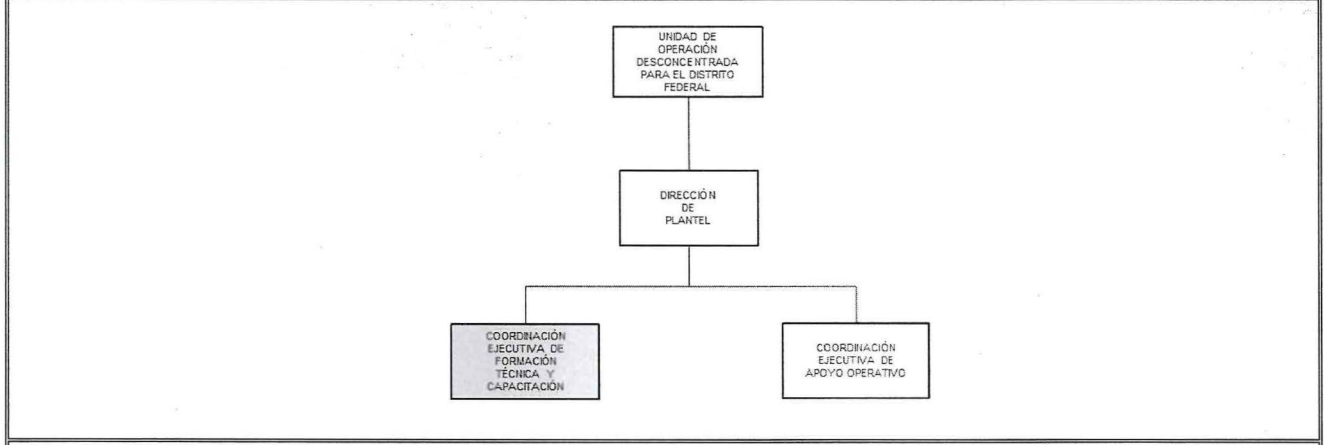 UNIDAD DE
OPERACIÓN
DESCONCENTRADA
PARA EL DISTRITO
FEDERAL
DIRECCIÓN
DE
PLANTEL
COORDINACIÓN
EJECUTIVA DE
FORMACIÓN
TÉCNICA Y
CAPACITACIÓN
COORDINACIÓN
EJECUTIVA DE
APOYO OPERATIVO